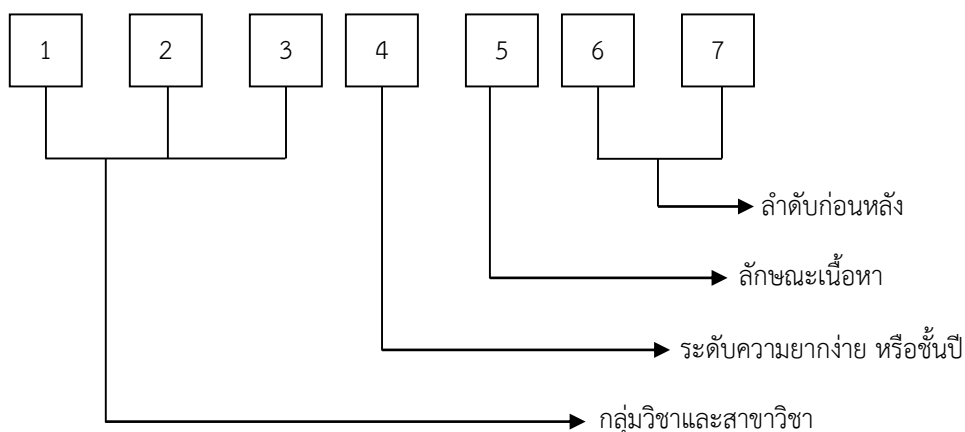 1 2 3 4 5 6 7
ลำดับก่อนหลัง
ลักษณะเนื้อหา
ระดับความยากง่าย หรือชั้นปี
กลุ่มวิชาและสาขาวิชา